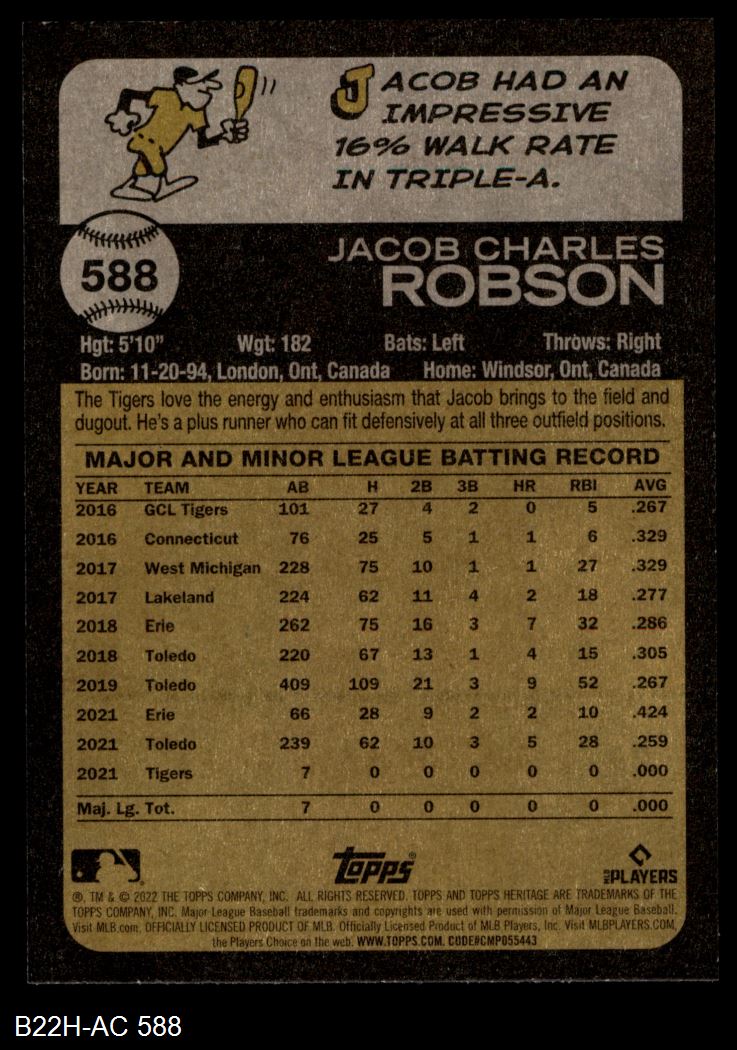 JACOB HAD AN
IMPRESSIVE
16% WALK RATE
IN TRIPLE-A.
588
JACOB CHARLES
ROBSON
Hgt: 5'10" Wgt: 182 Bats: Left Throws: Right
Born: 11-20-94, London, Ont, Canada Home: Windsor, Ont, Canada
The Tigers love the energy and enthusiasm that Jacob brings to the field and
dugout. He's a plus runner who can fit defensively at all three outfield positions.
MAJOR AND MINOR LEAGUE BATTING RECORD
YEAR TEAM AB H 2B 3B HR RBI AVG
2016 GCL Tigers 101 27 4 2 0 5 .267
2016 Connecticut 76 25 5 1 1 6 .329
2017 West Michigan 228 75 10 1 1 27 .329
2017 Lakeland 224 62 11 4 2 18 .277
2018 Erie 262 75 16 3 7 32 .286
2018 Toledo 220 67 13 1 4 15 .305
2019 Toledo 409 109 21 3 9 52 .267
2021 Erie 66 28 9 2 2 10 .424
2021 Toledo 239 62 10 3 5 28 .259
2021 Tigers 7 0 0 0 0 0 .000
Maj. Lg. Tot. 7 0 0 0 0 0 .000
TOPPS
MLB PLAYERS
®, TM & © 2022 THE TOPPS COMPANY, INC. ALL RIGHTS RESERVED. TOPPS AND TOPPS HERITAGE ARE TRADEMARKS OF THE
TOPPS COMPANY, INC. Major League Baseball trademarks and copyrights are used with permission of Major League Baseball.
Visit MLB.com. OFFICIALLY LICENSED PRODUCT OF MLB. Officially Licensed Product of MLB Players, Inc. Visit MLBPLAYERS.COM,
the Players Choice on the web. WWW.TOPPS.COM. CODE#CMP055443
B22H-AC 588